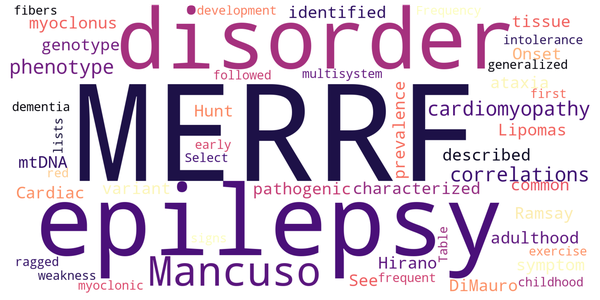 fibers
development
identified
Frequency
tissue
myoclonus
disorder
genotype
Onset
intolerance
generalized
phenotype
followed
multisystem
ataxia
first
dementia
MERRF
Hunt
prevalence
cardiomyopathy
lists
early
Select
Lipomas
mtDNA
described
correlations
red
variant
pathogenic
characterized
common
Cardiac
epilepsy
Ramsay
signs
Table
adulthood
ragged
Mancuso
Hirano
exercise
weakness
See
frequent
symptom
myoclonic
DiMauro
childhood